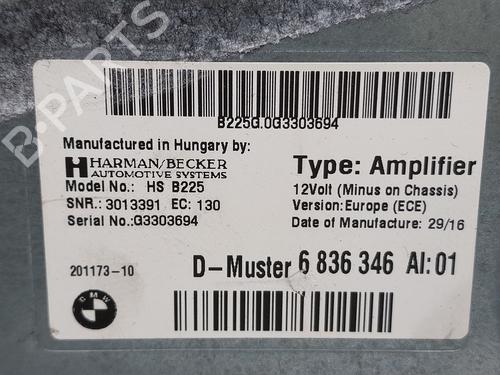 B-PARTS
B225G.0G3303694
Manufactured in Hungary by:
HARMAN/BECKER
AUTOMOTIVE SYSTEMS
Model No.: HS B225
SNR.: 3013391 EC: 130
Serial No.:G3303694
Type: Amplifier
12Volt (Minus on Chassis)
Version:Europe (ECE)
Date of Manufacture: 29/16
201173-10
D-Muster 6 836 346 AI:01
BMW